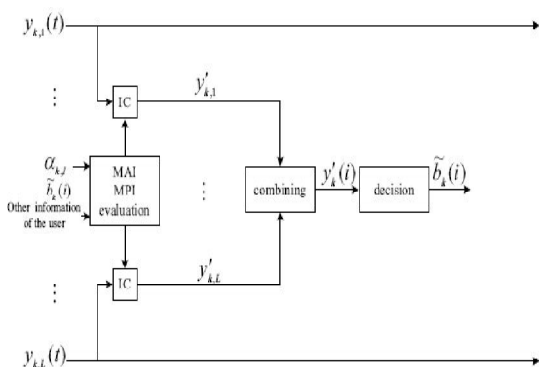 y_{k,1}(t)
⋮
IC
y'_{k,1}
α_{k,l}
b̃_k(i)
Other information
of the user
MAI
MPI
evaluation
⋮
combining
y'_k(i)
decision
b̃_k(i)
⋮
IC
y'_{k,L}
y_{k,L}(t)